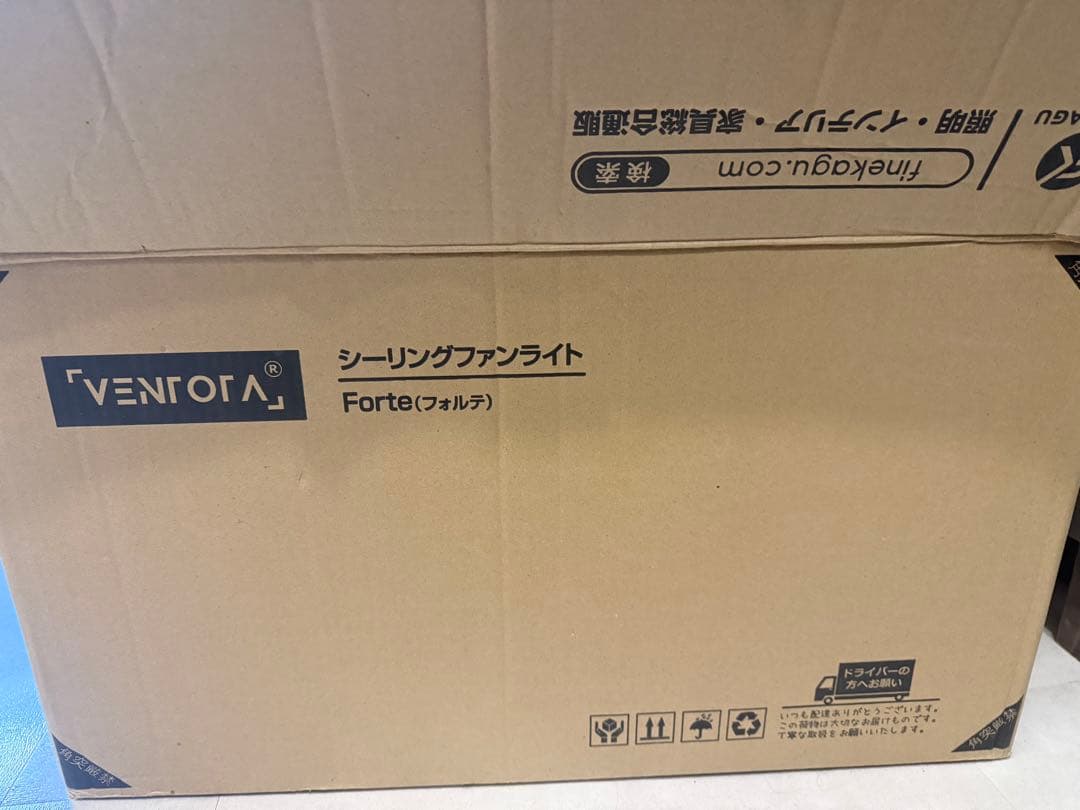 照明・インテリア・家具総合通販
finekagu.com 検索
AGU
「VENTOTA」®
シーリングファンライト
Forte(フォルテ)
ドライバーの
方へお願い
いつも配達ありがとうございます。
この荷物は大切なお届けものです。
丁寧な取扱をお願いいたします。
角突厳禁
角突厳禁